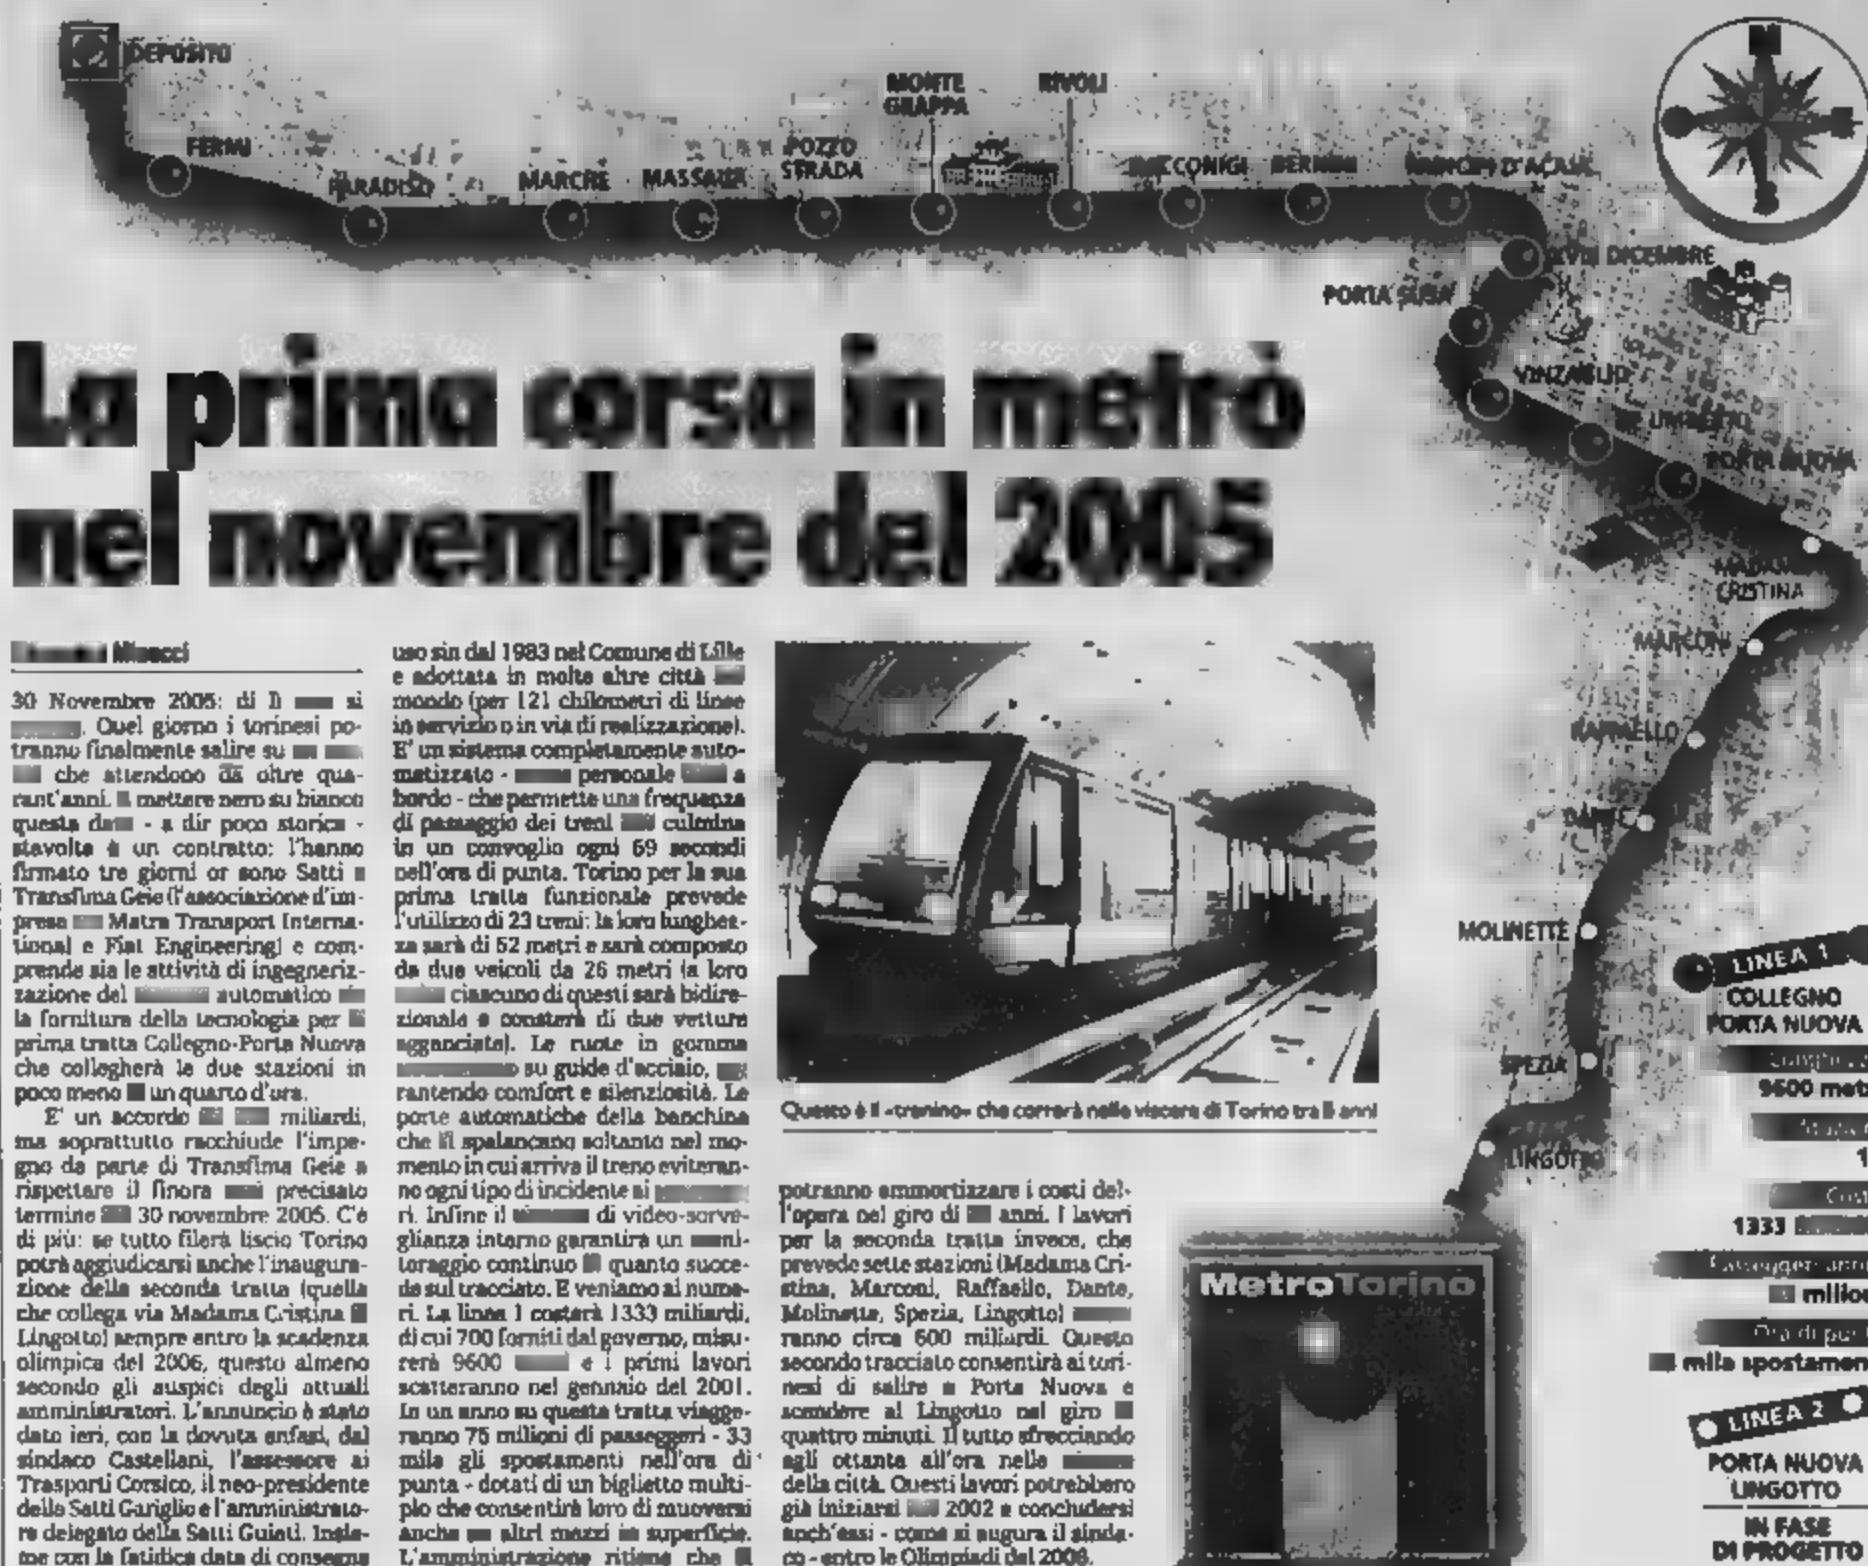 DEPOSITO
FERMI
PARADISO
MARCHE
MASSAUA
POZZO
STRADA
MONTE
GRAPPA
RIVOLI
RACCONIGI
BERNINI
PRINCIPI D'ACAJA
XVIII DICEMBRE
PORTA SUSA
VINZAGLIO
RE UMBERTO
PORTA NUOVA
MADAMA
CRISTINA
MARCONI
RAFFAELLO
DANTE
MOLINETTE
SPEZIA
LINGOTTO
La prima corsa in metrò
nel novembre del 2005
30 Novembre 2005: di lì si
. Quel giorno i torinesi po-
tranno finalmente salire su
che attendono da oltre qua-
rant'anni. mettere nero su bianco
questa - a dir poco storica -
stavolta è un contratto: l'hanno
firmato tre giorni or sono Satti e
Transfima Geie (l'associazione d'im-
prese Matra Transport Interna-
tional e Fiat Engineering) e com-
prende sia le attività di ingegneriz-
zazione del automatico
la fornitura della tecnologia per
prima tratta Collegno-Porta Nuova
che collegherà le due stazioni in
poco meno un quarto d'ora.
E' un accordo miliardi,
ma soprattutto racchiude l'impe-
gno da parte di Transfima Geie a
rispettare il finora precisato
termine 30 novembre 2005. C'è
di più: se tutto filerà liscio Torino
potrà aggiudicarsi anche l'inaugura-
zione della seconda tratta (quella
che collega via Madama Cristina
Lingotto) sempre entro la scadenza
olimpica del 2006, questo almeno
secondo gli auspici degli attuali
amministratori. L'annuncio è stato
dato ieri, con la dovuta enfasi, dal
sindaco Castellani, l'assessore ai
Trasporti Corsico, il neo-presidente
della Satti Gariglio e l'amministrato-
re delegato della Satti Guiati. Insie-
me con la fatidica data di consegna
uso sin dal 1983 nel Comune di Lille
e adottata in molte altre città
mondo (per 121 chilometri di linee
in servizio o in via di realizzazione).
E' un sistema completamente auto-
matizzato - personale a
bordo - che permette una frequenza
di passaggio dei treni culmina
in un convoglio ogni 69 secondi
nell'ora di punta. Torino per la sua
prima tratta funzionale prevede
l'utilizzo di 23 treni: la loro lunghez-
za sarà di 52 metri e sarà composto
da due veicoli da 26 metri (a loro
ciascuno di questi sarà bidire-
zionale e consterà di due vetture
agganciate). Le ruote in gomma
su guide d'acciaio,
rantendo comfort e silenziosità. Le
porte automatiche della banchina
che si spalancano soltanto nel mo-
mento in cui arriva il treno eviteran-
no ogni tipo di incidente ai
ri. Infine il di video-sorve-
glianza interno garantirà un
toraggio continuo quanto succe-
de sul tracciato. E veniamo ai nume-
ri. La linea 1 costerà 1333 miliardi,
di cui 700 forniti dal governo, misu-
rerà 9600 e i primi lavori
scatteranno nel gennaio del 2001.
In un anno su questa tratta viagge-
ranno 75 milioni di passeggeri - 33
mila gli spostamenti nell'ora di
punta - dotati di un biglietto multi-
plo che consentirà loro di muoversi
anche altri mezzi in superficie.
L'amministrazione ritiene che
Questo è il «trenino» che correrà nelle viscere di Torino tra anni
potranno ammortizzare i costi del-
l'opera nel giro di anni. I lavori
per la seconda tratta invece, che
prevede sette stazioni (Madama Cri-
stina, Marconi, Raffaello, Dante,
Molinette, Spezia, Lingotto)
ranno circa 600 miliardi. Questo
secondo tracciato consentirà ai tori-
nesi di salire a Porta Nuova e
scendere al Lingotto nel giro
quattro minuti. Il tutto sfrecciando
agli ottanta all'ora nelle
della città. Questi lavori potrebbero
già iniziarsi 2002 e concludersi
anch'essi - come si augura il sinda-
co - entro le Olimpiadi del 2006.
MetroTorino
LINEA 1
COLLEGNO
PORTA NUOVA
9600
1333
mila
LINEA 2
PORTA NUOVA
LINGOTTO
IN FASE
DI PROGETTO